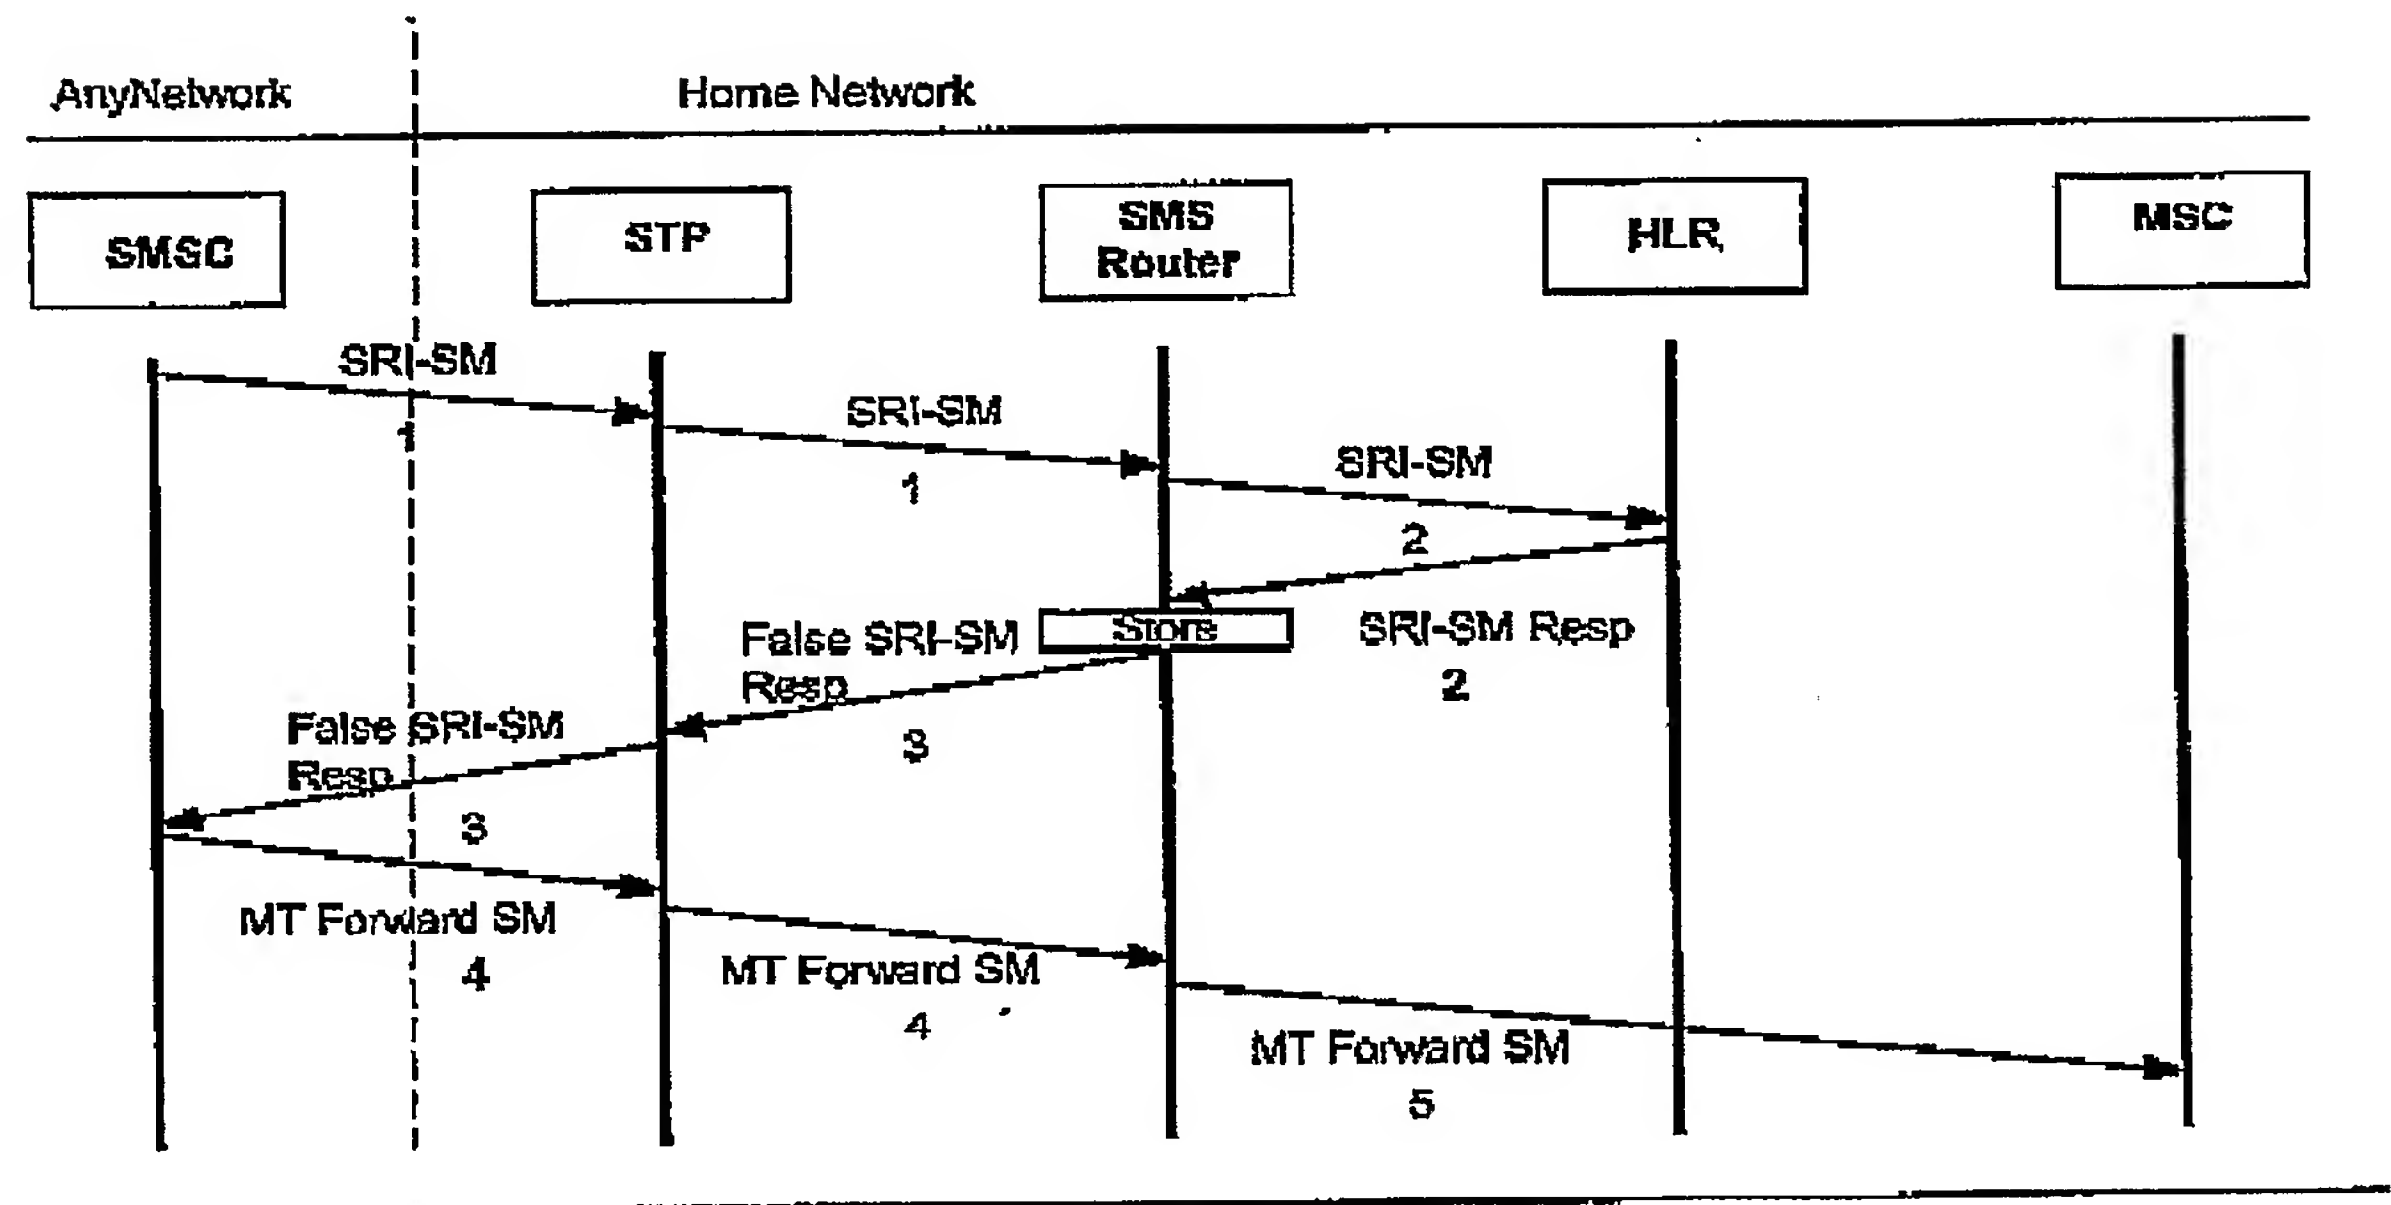 AnyNetwork
Home Network
SMSC
STP
SMS
Router
HLR
MSC
SRI-SM
1
SRI-SM
1
SRI-SM
2
SRI-SM Resp
2
Store
False SRI-SM
Resp
3
False SRI-SM
Resp
3
MT Forward SM
4
MT Forward SM
4
MT Forward SM
5